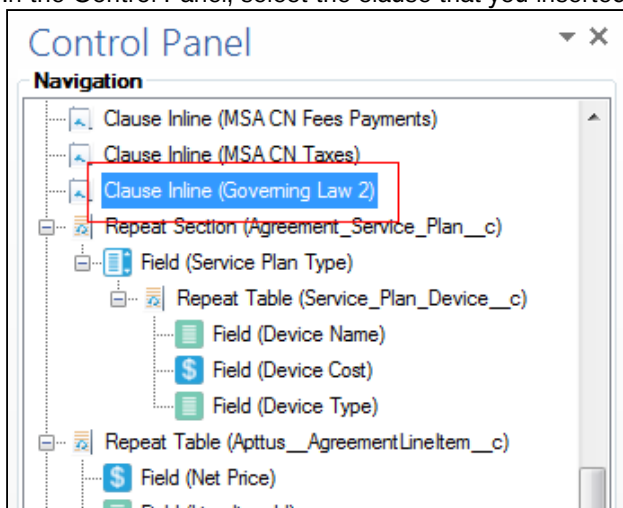 In the Control Panel, select the clause that you inserted
Control Panel
Navigation
Clause Inline (MSA CN Fees Payments)
Clause Inline (MSA CN Taxes)
Clause Inline (Governing Law 2)
Repeat Section (Agreement_Service_Plan__c)
Field (Service Plan Type)
Repeat Table (Service_Plan_Device__c)
Field (Device Name)
$ Field (Device Cost)
Field (Device Type)
Repeat Table (Apttus__AgreementLineItem__c)
$ Field (Net Price)